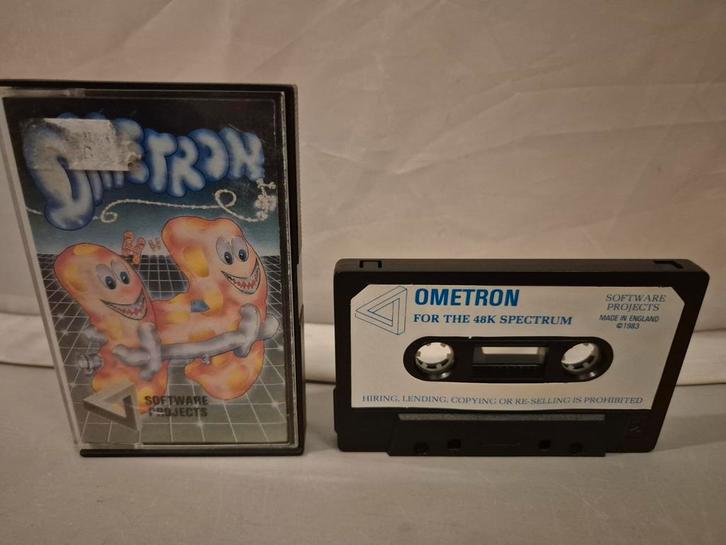 OMETRON
SOFTWARE
PROJECTS
OMETRON
FOR THE 48K SPECTRUM
SOFTWARE
PROJECTS
MADE IN ENGLAND
©1983
HIRING, LENDING, COPYING OR RE-SELLING IS PROHIBITED